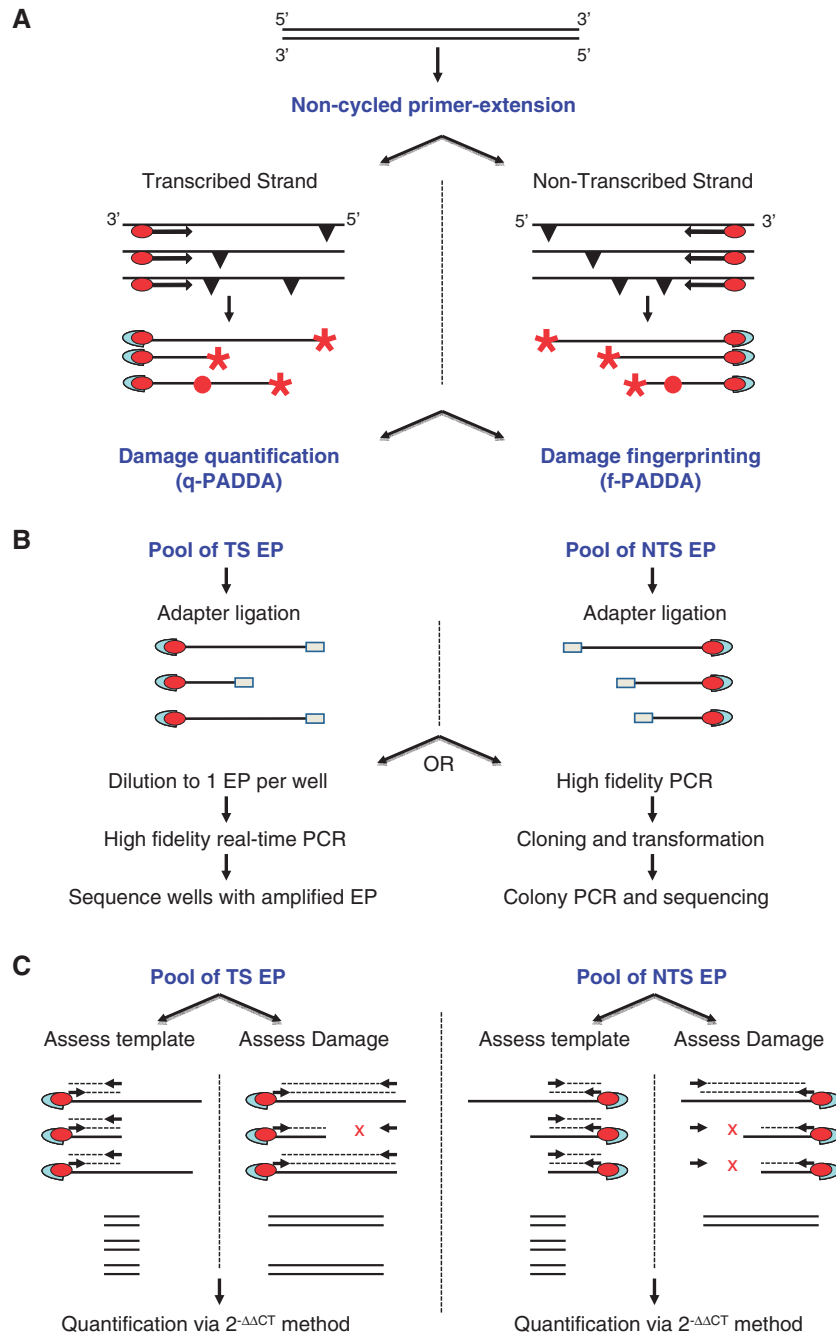 A
5’ 3’
3’ 5’
Non-cycled primer-extension
Transcribed Strand
Non-Transcribed Strand
3’ 5’
5’ 3’
Damage quantification
(q-PADDA)
Damage fingerprinting
(f-PADDA)
B
Pool of TS EP
Pool of NTS EP
Adapter ligation
Adapter ligation
OR
Dilution to 1 EP per well
High fidelity PCR
High fidelity real-time PCR
Cloning and transformation
Sequence wells with amplified EP
Colony PCR and sequencing
C
Pool of TS EP
Pool of NTS EP
Assess template
Assess Damage
Assess template
Assess Damage
x
x
x
Quantification via 2-ΔΔCT method
Quantification via 2-ΔΔCT method